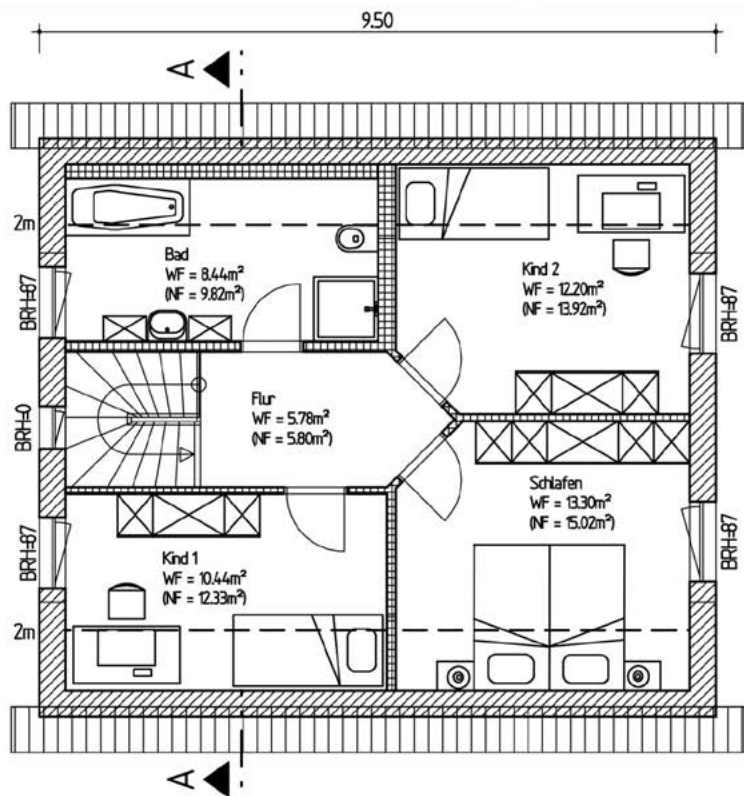 9.50
A
2m
Bad
WF = 8.44m²
(NF = 9.82m²)
Kind 2
WF = 12.20m²
(NF = 13.92m²)
BRH=87
BRH=87
BRH=0
Flur
WF = 5.78m²
(NF = 5.80m²)
Schlafen
WF = 13.30m²
(NF = 15.02m²)
BRH=87
BRH=87
Kind 1
WF = 10.44m²
(NF = 12.33m²)
2m
A